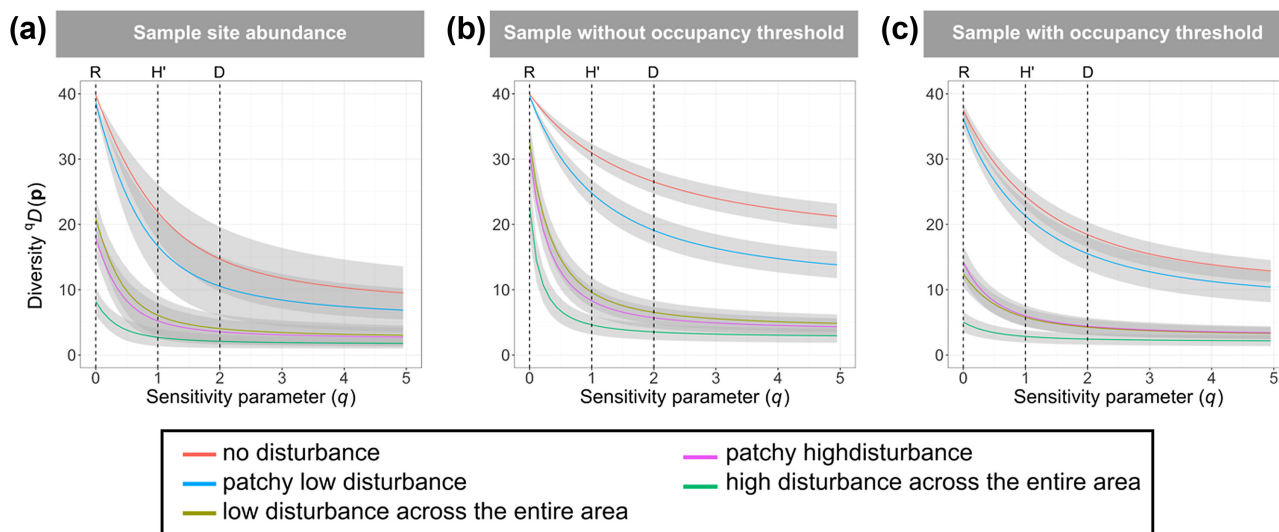 (a) Sample site abundance
(b) Sample without occupancy threshold
(c) Sample with occupancy threshold
R H' D
R H' D
R H' D
Diversity qD(p)
40
30
20
10
0
0 1 2 3 4 5
Sensitivity parameter (q)
40
30
20
10
0
0 1 2 3 4 5
Sensitivity parameter (q)
40
30
20
10
0
0 1 2 3 4 5
Sensitivity parameter (q)
no disturbance
patchy low disturbance
low disturbance across the entire area
patchy highdisturbance
high disturbance across the entire area